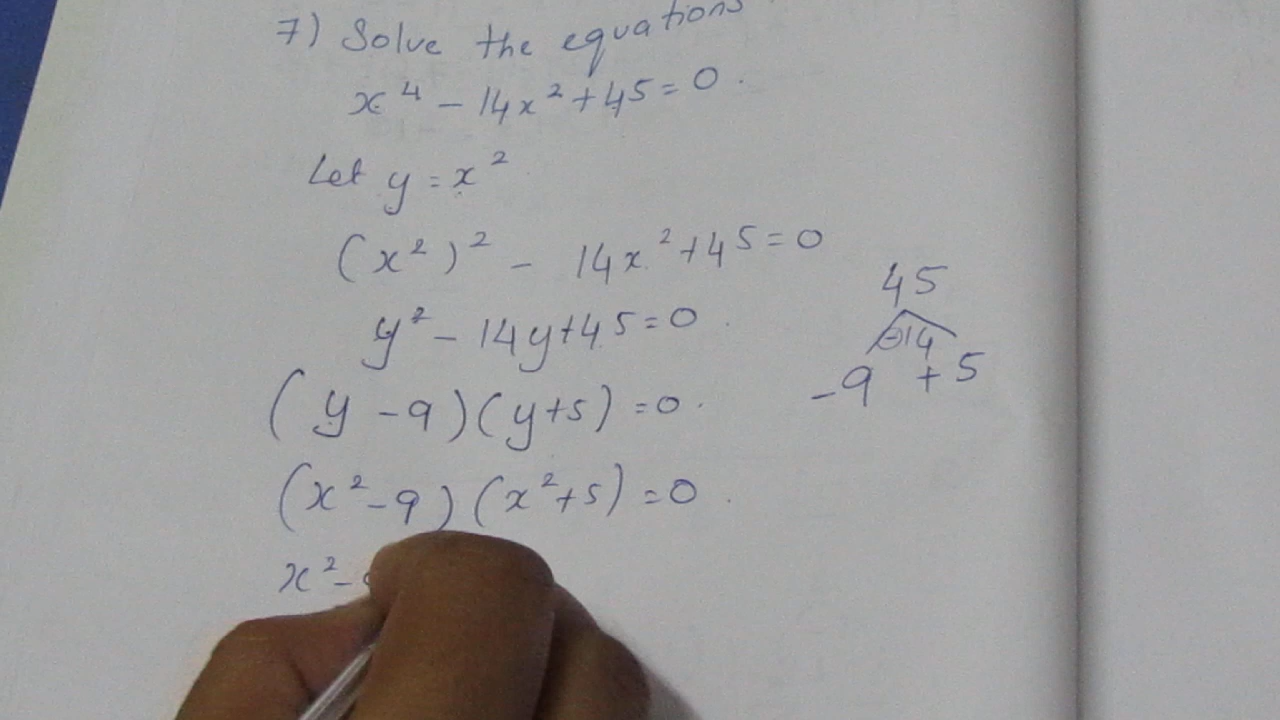 7) Solve the equations
x⁴ - 14x² + 45 = 0.
Let y = x²
(x²)² - 14x² + 45 = 0
y² - 14y + 45 = 0
(y - 9)(y + 5) = 0.
(x² - 9)(x² + 5) = 0.
x² -
45
-14
-9 +5